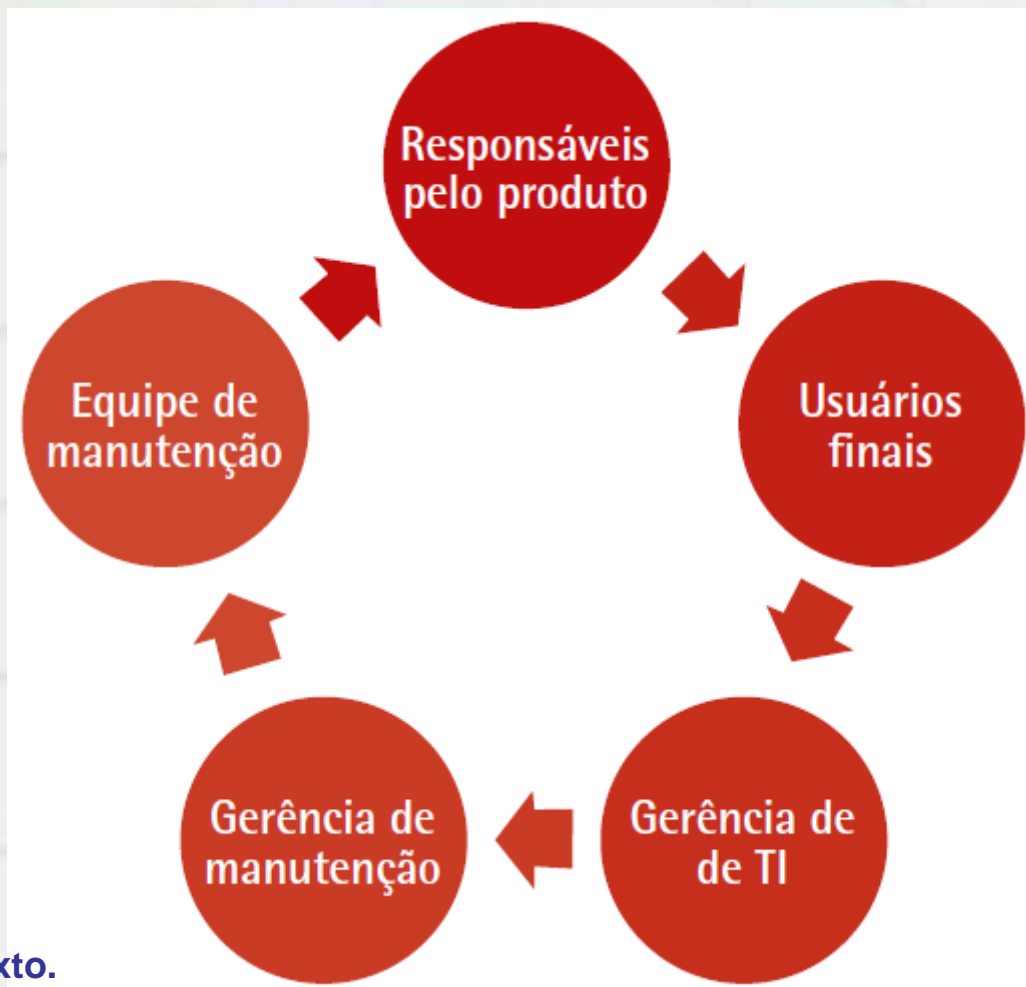 Responsáveis
pelo produto
Usuários
finais
Gerência de
de TI
Gerência de
manutenção
Equipe de
manutenção
xto.